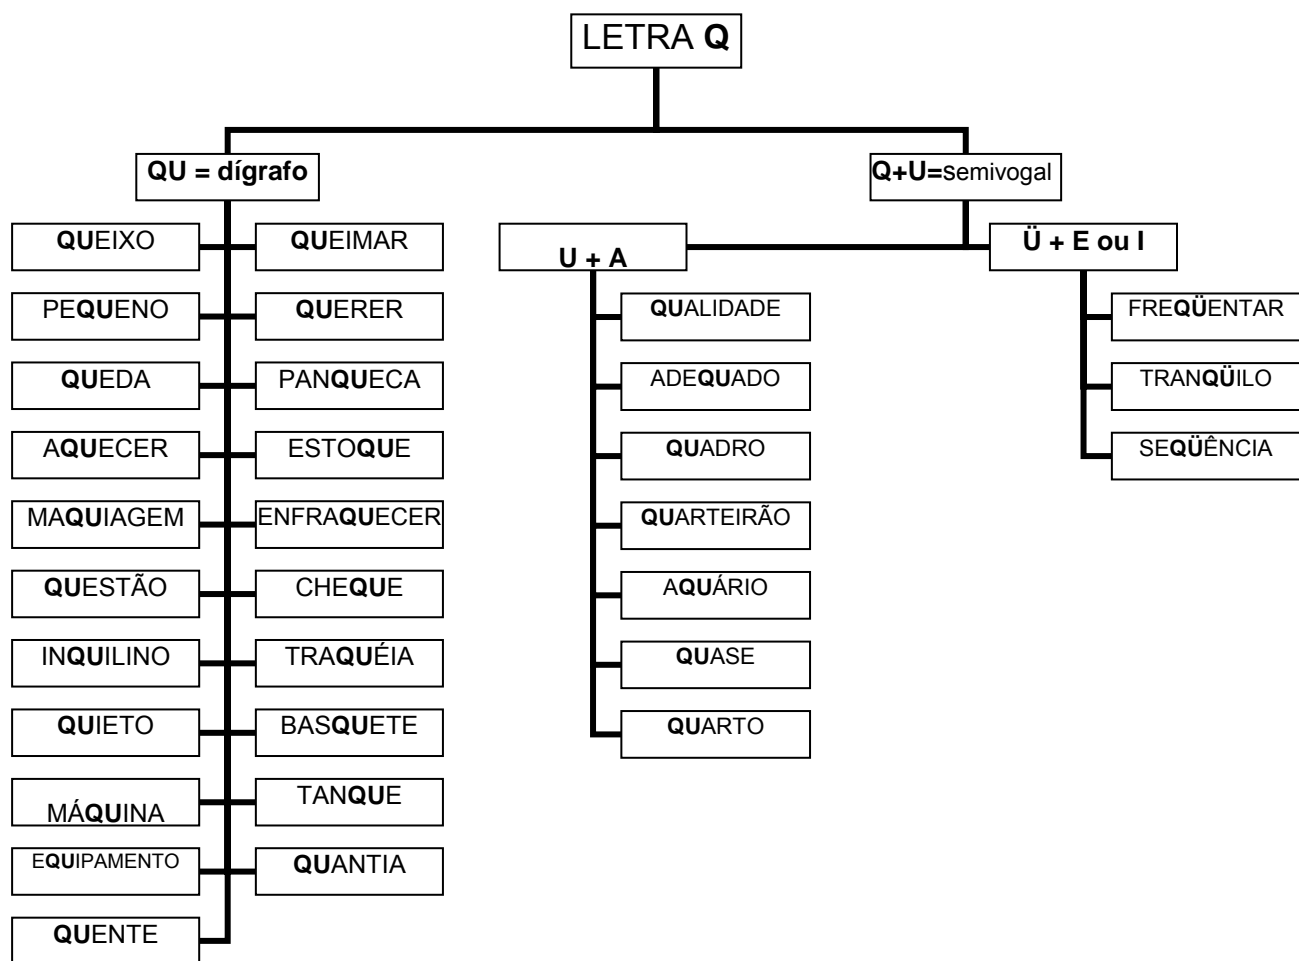 LETRA Q
QU = dígrafo
Q+U=semivogal
QUEIXO
QUEIMAR
PEQUENO
QUERER
QUEDA
PANQUECA
AQUECER
ESTOQUE
MAQUIAGEM
ENFRAQUECER
QUESTÃO
CHEQUE
INQUILINO
TRAQUÉIA
QUIETO
BASQUETE
MÁQUINA
TANQUE
EQUIPAMENTO
QUANTIA
QUENTE
U + A
QUALIDADE
ADEQUADO
QUADRO
QUARTEIRÃO
AQUÁRIO
QUASE
QUARTO
Ü + E ou I
FREQÜENTAR
TRANQÜILO
SEQÜÊNCIA